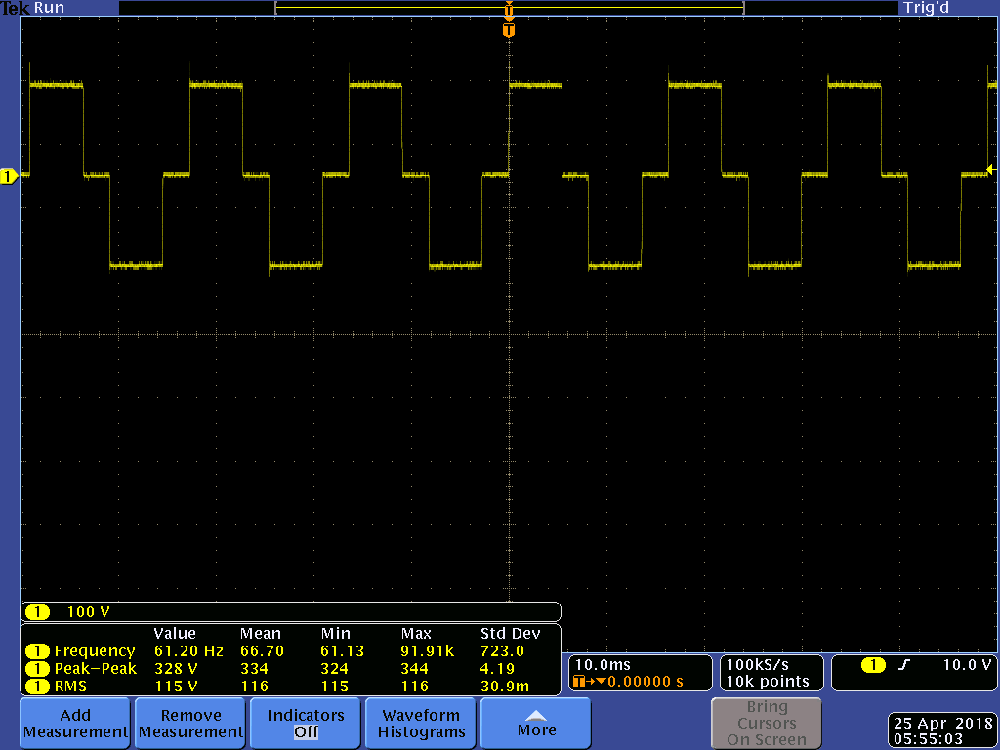 Tek Run Trig'd
T
T
1
1 100 V
Value Mean Min Max Std Dev
1 Frequency 61.20 Hz 66.70 61.13 91.91k 723.0
1 Peak-Peak 328 V 334 324 344 4.19
1 RMS 115 V 116 115 116 30.9m
10.0ms
T→▼0.00000 s
100kS/s
10k points
1 ʃ 10.0 V
Add
Measurement
Remove
Measurement
Indicators
Off
Waveform
Histograms
More
Bring
Cursors
On Screen
25 Apr 2018
05:55:03